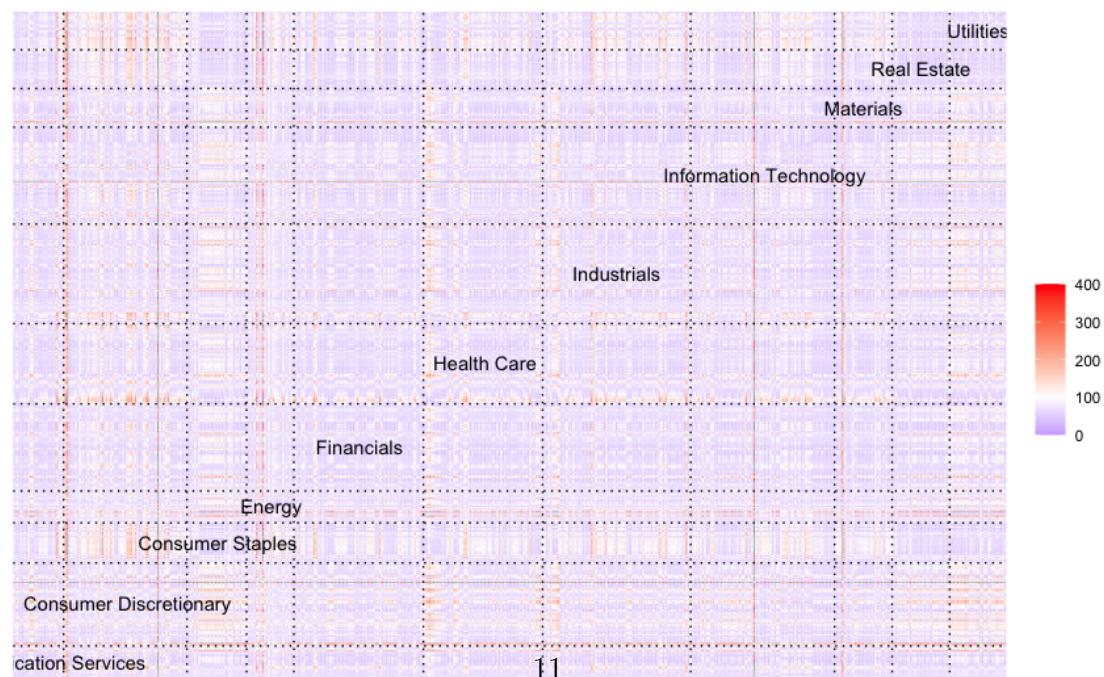 Utilities
Real Estate
Materials
Information Technology
Industrials
400
300
200
100
0
Health Care
Financials
Energy
Consumer Staples
Consumer Discretionary
cation Services
11